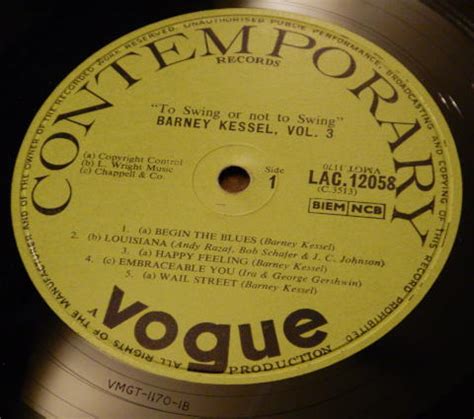 CONTEMPORARY
RECORDS
"To Swing or not to Swing"
BARNEY KESSEL, VOL. 3
(a) Copyright Control
(b) L. Wright Music
(c) Chappell & Co.
Side
1
VMGT.1170
LAG.12058
(C.3513)
BIEM NCB
1. (a) BEGIN THE BLUES (Barney Kessel)
2. (b) LOUISIANA (Andy Razaf, Bob Schafer & J. C. Johnson)
3. (a) HAPPY FEELING (Barney Kessel)
4. (c) EMBRACEABLE YOU (Ira & George Gershwin)
5. (a) WAIL STREET (Barney Kessel)
A vogue PRODUCTION
ALL RIGHTS OF THE MANUFACTURER AND OF THE OWNER OF THE RECORDED WORK RESERVED. UNAUTHORISED PUBLIC PERFORMANCE, BROADCASTING AND COPYING OF THIS RECORD PROHIBITED
VMGT-1170-1B